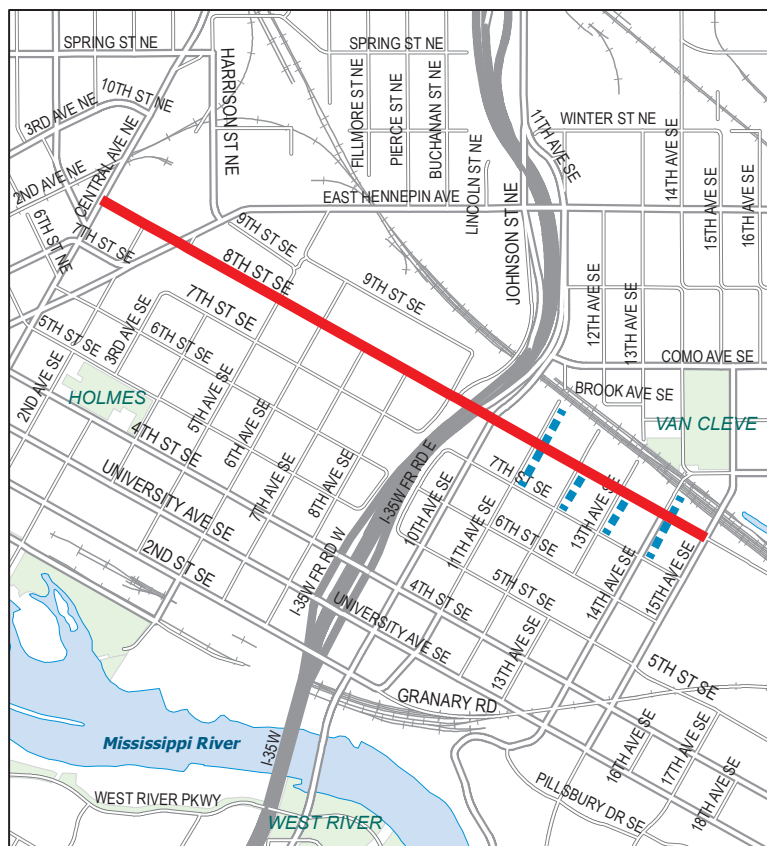 SPRING ST NE
SPRING ST NE
HARRISON ST NE
10TH ST NE
3RD AVE NE
CENTRAL AVE NE
2ND AVE NE
FILLMORE ST NE
PIERCE ST NE
BUCHANAN ST NE
LINCOLN ST NE
JOHNSON ST NE
11TH AVE SE
WINTER ST NE
14TH AVE SE
15TH AVE SE
16TH AVE SE
EAST HENNEPIN AVE
6TH ST NE
7TH ST SE
9TH ST SE
8TH ST SE
9TH ST SE
7TH ST SE
12TH AVE SE
13TH AVE SE
COMO AVE SE
BROOK AVE SE
VAN CLEVE
5TH ST SE
3RD AVE SE
6TH ST SE
2ND AVE SE
HOLMES
5TH AVE SE
6TH AVE SE
7TH AVE SE
8TH AVE SE
4TH ST SE
UNIVERSITY AVE SE
2ND ST SE
I-35W FR RD E
I-35W FR RD W
7TH ST SE
10TH AVE SE
11TH AVE SE
6TH ST SE
13TH AVE SE
14TH AVE SE
15TH AVE SE
5TH ST SE
4TH ST SE
UNIVERSITY AVE SE
13TH AVE SE
5TH ST SE
GRANARY RD
I-35W
Mississippi River
WEST RIVER PKWY
WEST RIVER
16TH AVE SE
17TH AVE SE
18TH AVE SE
PILLSBURY DR SE